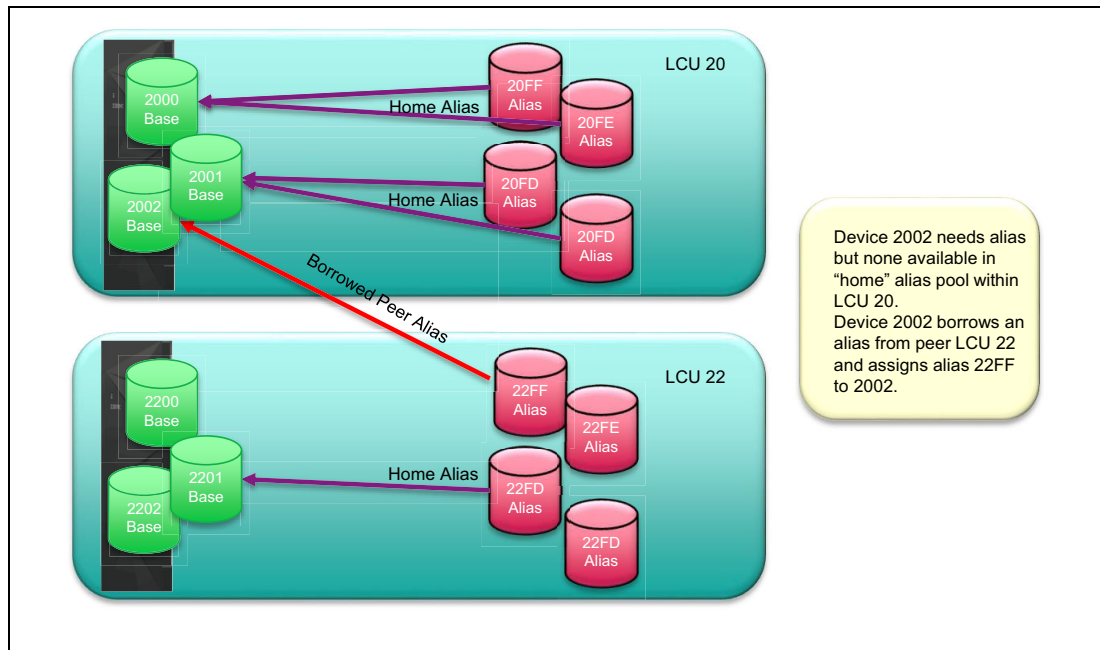 LCU 20
2000
Base
2001
Base
2002
Base
Home Alias
20FF
Alias
20FE
Alias
Home Alias
20FD
Alias
20FD
Alias
Borrowed Peer Alias
LCU 22
2200
Base
2201
Base
2202
Base
22FF
Alias
22FE
Alias
Home Alias
22FD
Alias
22FD
Alias
Device 2002 needs alias
but none available in
“home” alias pool within
LCU 20.
Device 2002 borrows an
alias from peer LCU 22
and assigns alias 22FF
to 2002.